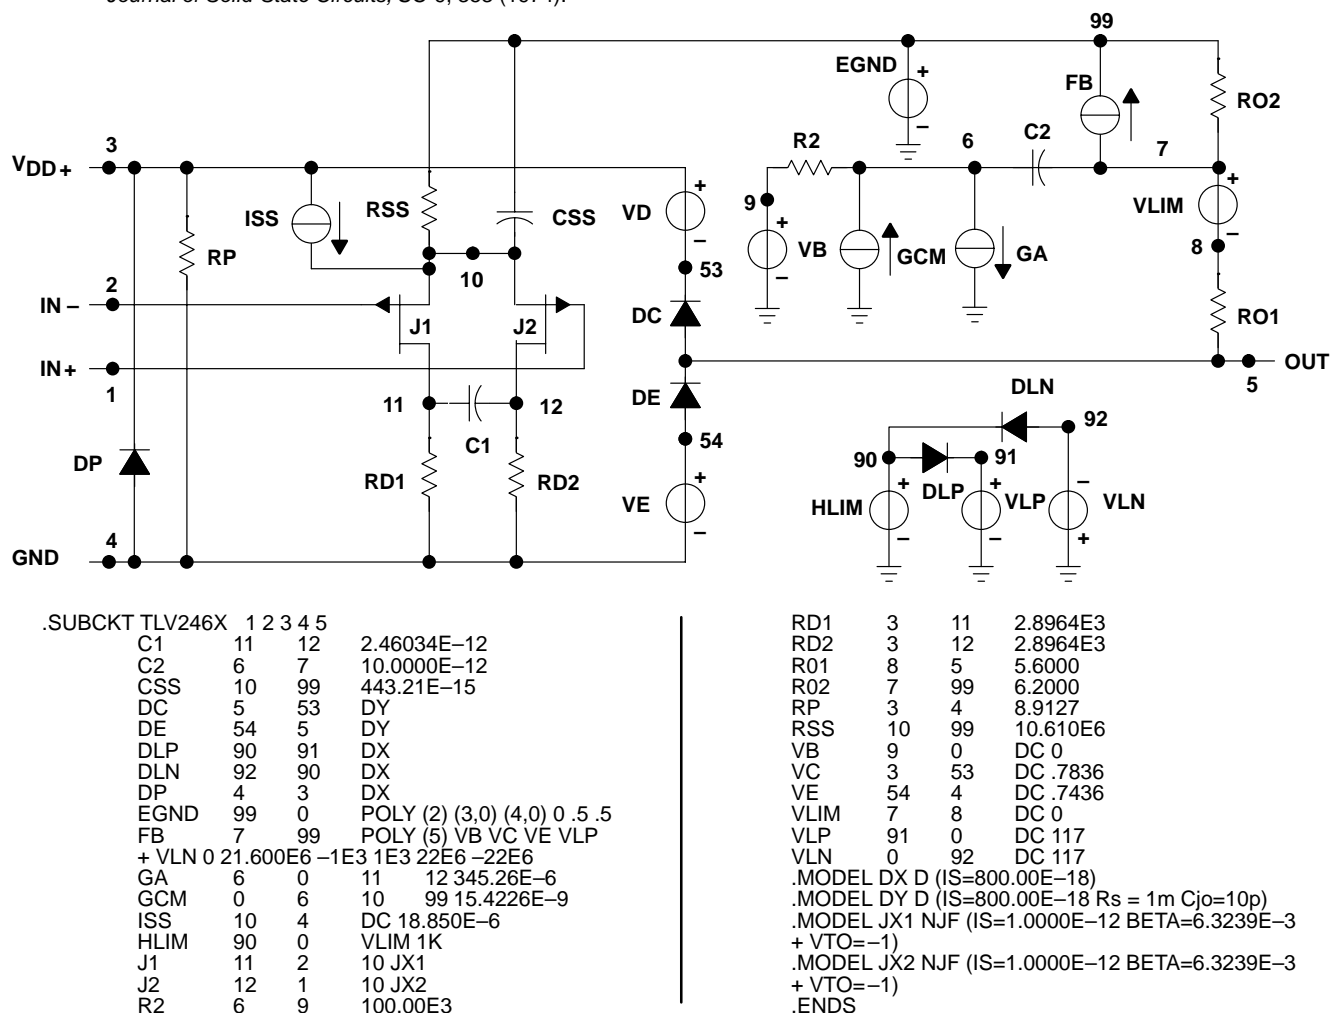 99
EGND
+
FB
RO2
–
3
R2
6
C2
7
VDD+
+
VD
–
+
VLIM
–
ISS
RSS
CSS
9
+
VB
–
GCM
GA
8
RP
10
53
2
IN –
J1
J2
DC
RO1
IN+
OUT
1
5
11
12
DE
DLN
C1
54
92
DP
RD1
RD2
90
91
+
VE
–
HLIM
+
–
DLP
+
VLP
–
–
VLN
+
4
GND
.SUBCKT TLV246X 1 2 3 4 5
C1 11 12 2.46034E–12
C2 6 7 10.0000E–12
CSS 10 99 443.21E–15
DC 5 53 DY
DE 54 5 DY
DLP 90 91 DX
DLN 92 90 DX
DP 4 3 DX
EGND 99 0 POLY (2) (3,0) (4,0) 0 .5 .5
FB 7 99 POLY (5) VB VC VE VLP
+ VLN 0 21.600E6 –1E3 1E3 22E6 –22E6
GA 6 0 11 12 345.26E–6
GCM 0 6 10 99 15.4226E–9
ISS 10 4 DC 18.850E–6
HLIM 90 0 VLIM 1K
J1 11 2 10 JX1
J2 12 1 10 JX2
R2 6 9 100.00E3
RD1 3 11 2.8964E3
RD2 3 12 2.8964E3
R01 8 5 5.6000
R02 7 99 6.2000
RP 3 4 8.9127
RSS 10 99 10.610E6
VB 9 0 DC 0
VC 3 53 DC .7836
VE 54 4 DC .7436
VLIM 7 8 DC 0
VLP 91 0 DC 117
VLN 0 92 DC 117
.MODEL DX D (IS=800.00E–18)
.MODEL DY D (IS=800.00E–18 Rs = 1m Cjo=10p)
.MODEL JX1 NJF (IS=1.0000E–12 BETA=6.3239E–3
+ VTO=–1)
.MODEL JX2 NJF (IS=1.0000E–12 BETA=6.3239E–3
+ VTO=–1)
.ENDS